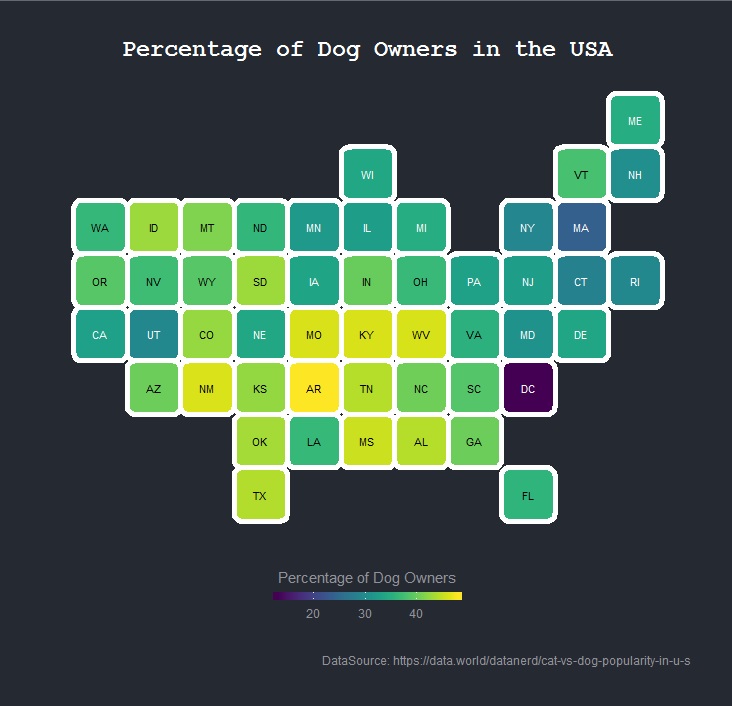 Percentage of Dog Owners in the USA
ME
WI VT NH
WA ID MT ND MN IL MI NY MA
OR NV WY SD IA IN OH PA NJ CT RI
CA UT CO NE MO KY WV VA MD DE
AZ NM KS AR TN NC SC DC
OK LA MS AL GA
TX FL
Percentage of Dog Owners
20 30 40
DataSource: https://data.world/datanerd/cat-vs-dog-popularity-in-u-s